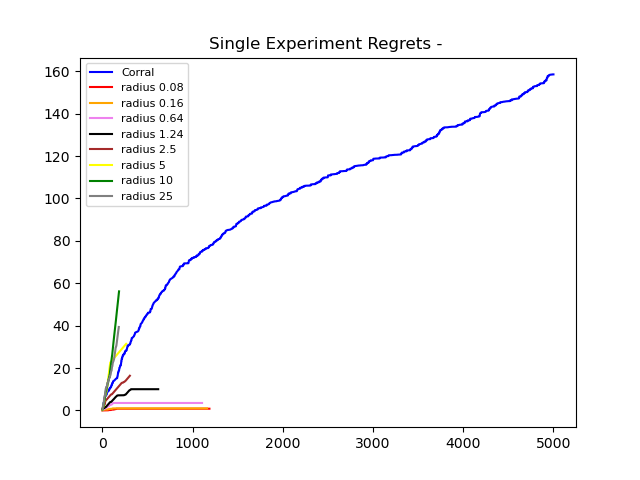 Single Experiment Regrets -
160
140
120
100
80
60
40
20
0
Corral
radius 0.08
radius 0.16
radius 0.64
radius 1.24
radius 2.5
radius 5
radius 10
radius 25
0 1000 2000 3000 4000 5000